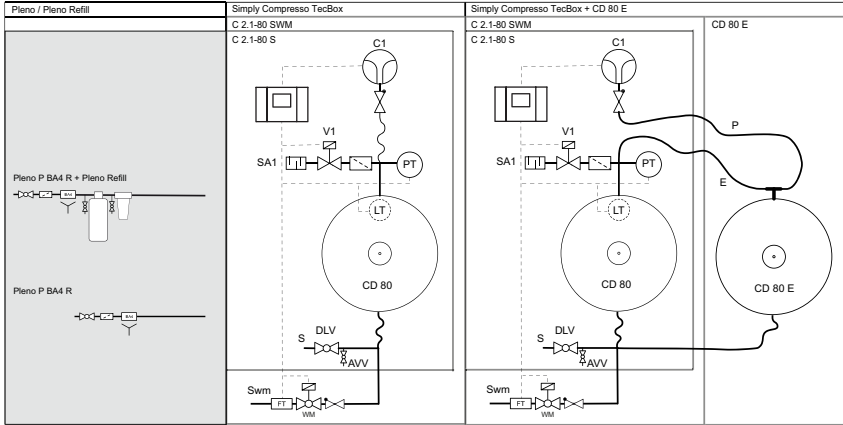 Pleno / Pleno Refill
Simply Compresso TecBox
Simply Compresso TecBox + CD 80 E
C 2.1-80 SWM
C 2.1-80 SWM
CD 80 E
C 2.1-80 S
C 2.1-80 S
C1
C1
V1
V1
P
SA1
PT
SA1
PT
Pleno P BA4 R + Pleno Refill
E
BA4
LT
LT
CD 80
CD 80
CD 80 E
Pleno P BA4 R
BA4
S
DLV
S
DLV
AVV
AVV
Swm
Swm
FT
FT
WM
WM